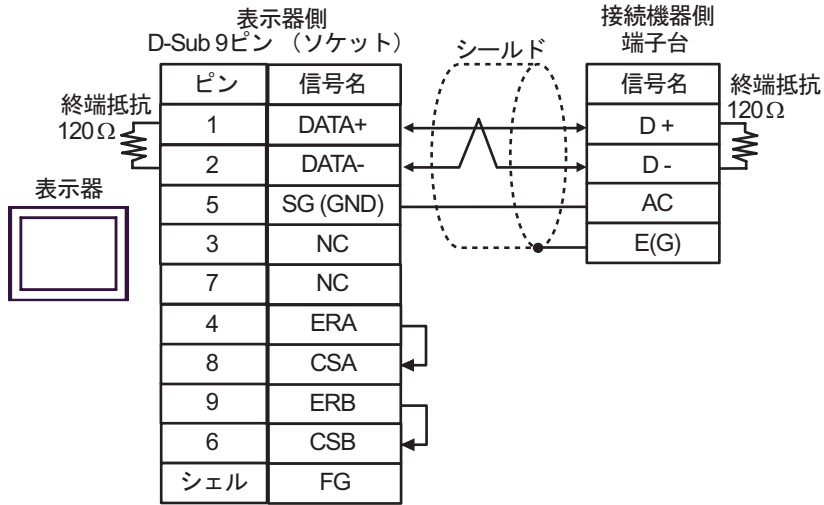 表示器側
D-Sub 9ピン （ソケット）
シールド
接続機器側
端子台
ピン 信号名
信号名
終端抵抗
120Ω
終端抵抗
120Ω
1 DATA+
D +
2 DATA-
D -
表示器
5 SG (GND)
AC
3 NC
E(G)
7 NC
4 ERA
8 CSA
9 ERB
6 CSB
シェル FG